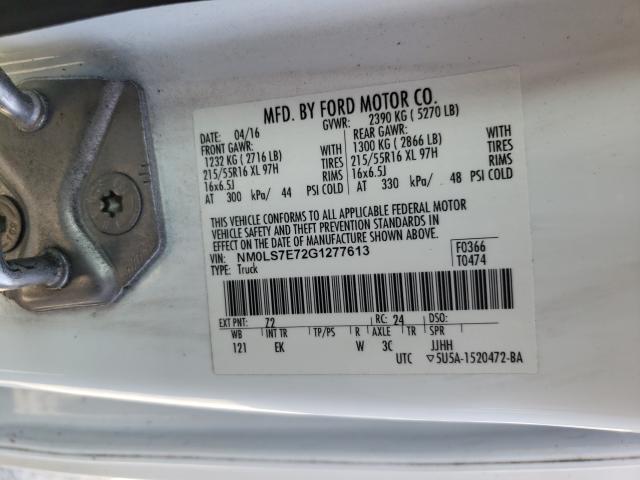 MFD. BY FORD MOTOR CO.
DATE: 04/16 GVWR: 2390 KG ( 5270 LB)
FRONT GAWR: REAR GAWR:
1232 KG ( 2716 LB) 1300 KG ( 2866 LB)
215/55R16 XL 97H TIRES 215/55R16 XL 97H TIRES
16x6.5J RIMS 16x6.5J RIMS
AT 300 kPa/ 44 PSI COLD AT 330 kPa/ 48 PSI COLD
THIS VEHICLE CONFORMS TO ALL APPLICABLE FEDERAL MOTOR
VEHICLE SAFETY AND THEFT PREVENTION STANDARDS IN
EFFECT ON THE DATE OF MANUFACTURE SHOWN ABOVE.
VIN: NM0LS7E72G1277613 F0366
TYPE: Truck T0474
EXT PNT: 72 RC: 24 DSO:
WB INT TR TP/PS R AXLE TR SPR
121 EK W 3C JJHH
UTC ▽5U5A-1520472-BA